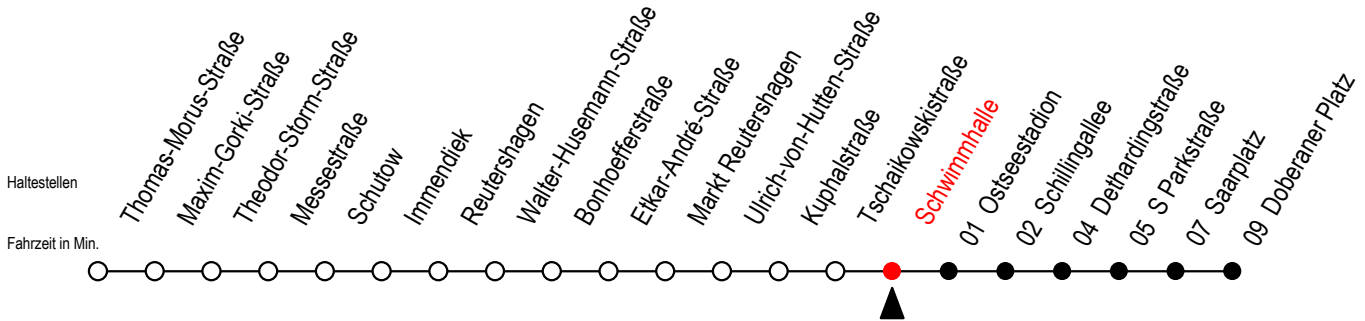 Haltestellen
Fahrzeit in Min.
Thomas-Morus-Straße
Maxim-Gorki-Straße
Theodor-Storm-Straße
Messestraße
Schutow
Immendiek
Reutershagen
Walter-Husemann-Straße
Bonhoefferstraße
Etkar-André-Straße
Markt Reutershagen
Ulrich-von-Hutten-Straße
Kuphalstraße
Tschaikowskistraße
Schwimmhalle
01 Ostseestadion
02 Schillingallee
04 Dethardingstraße
05 S Parkstraße
07 Saarplatz
09 Doberaner Platz